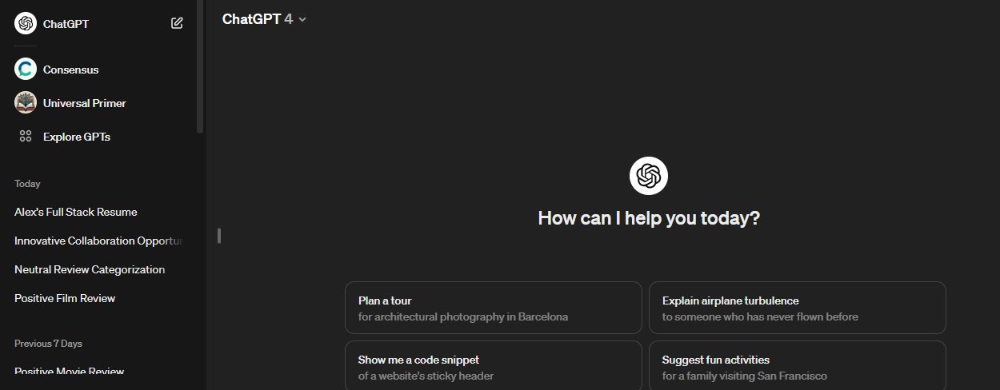 ChatGPT
Consensus
Universal Primer
Explore GPTs
Today
Alex's Full Stack Resume
Innovative Collaboration Opportu
Neutral Review Categorization
Positive Film Review
Previous 7 Days
Positive Movie Review
ChatGPT 4
How can I help you today?
Plan a tour
for architectural photography in Barcelona
Explain airplane turbulence
to someone who has never flown before
Show me a code snippet
of a website's sticky header
Suggest fun activities
for a family visiting San Francisco